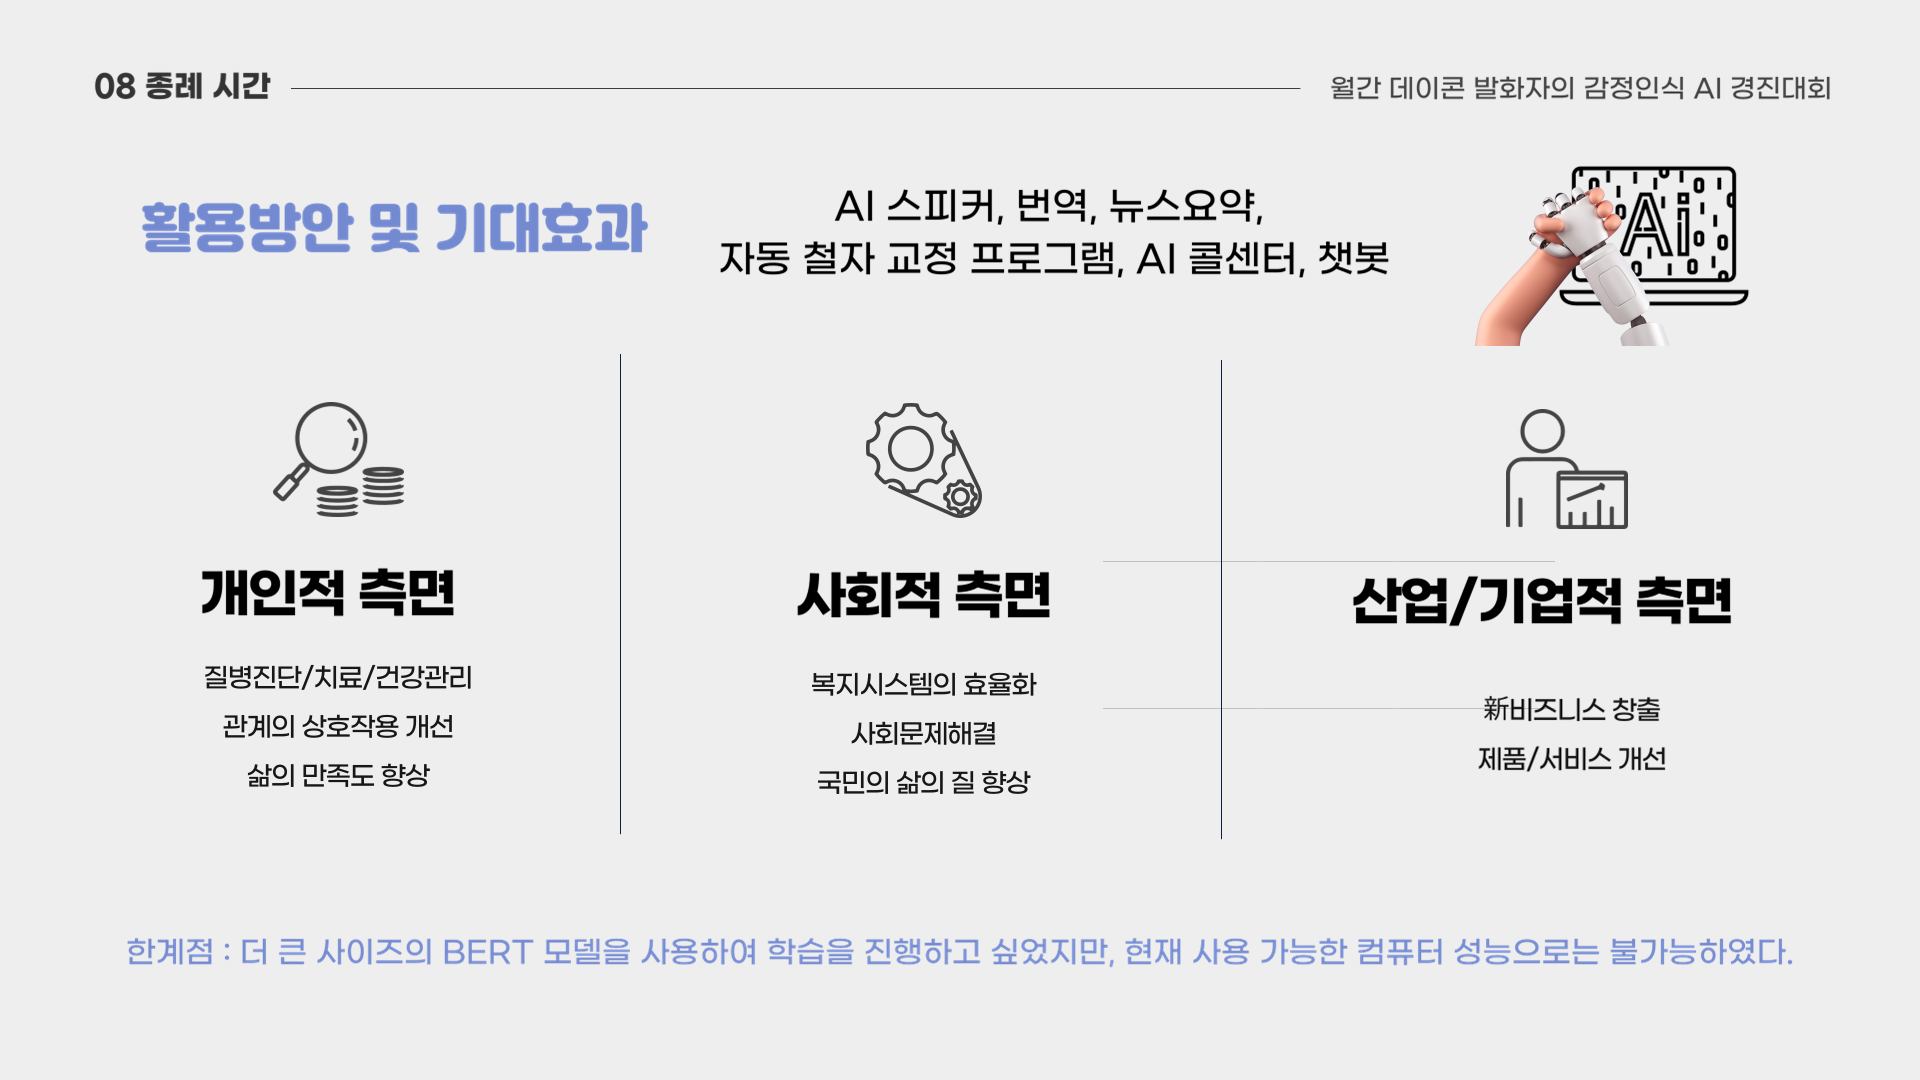 08 종례 시간
월간 데이콘 발화자의 감정인식 AI 경진대회
활용방안 및 기대효과
AI 스피커, 번역, 뉴스요약,
자동 철자 교정 프로그램, AI 콜센터, 챗봇
Ai
개인적 측면
질병진단/치료/건강관리
관계의 상호작용 개선
삶의 만족도 향상
사회적 측면
복지시스템의 효율화
사회문제해결
국민의 삶의 질 향상
산업/기업적 측면
新비즈니스 창출
제품/서비스 개선
한계점 : 더 큰 사이즈의 BERT 모델을 사용하여 학습을 진행하고 싶었지만, 현재 사용 가능한 컴퓨터 성능으로는 불가능하였다.